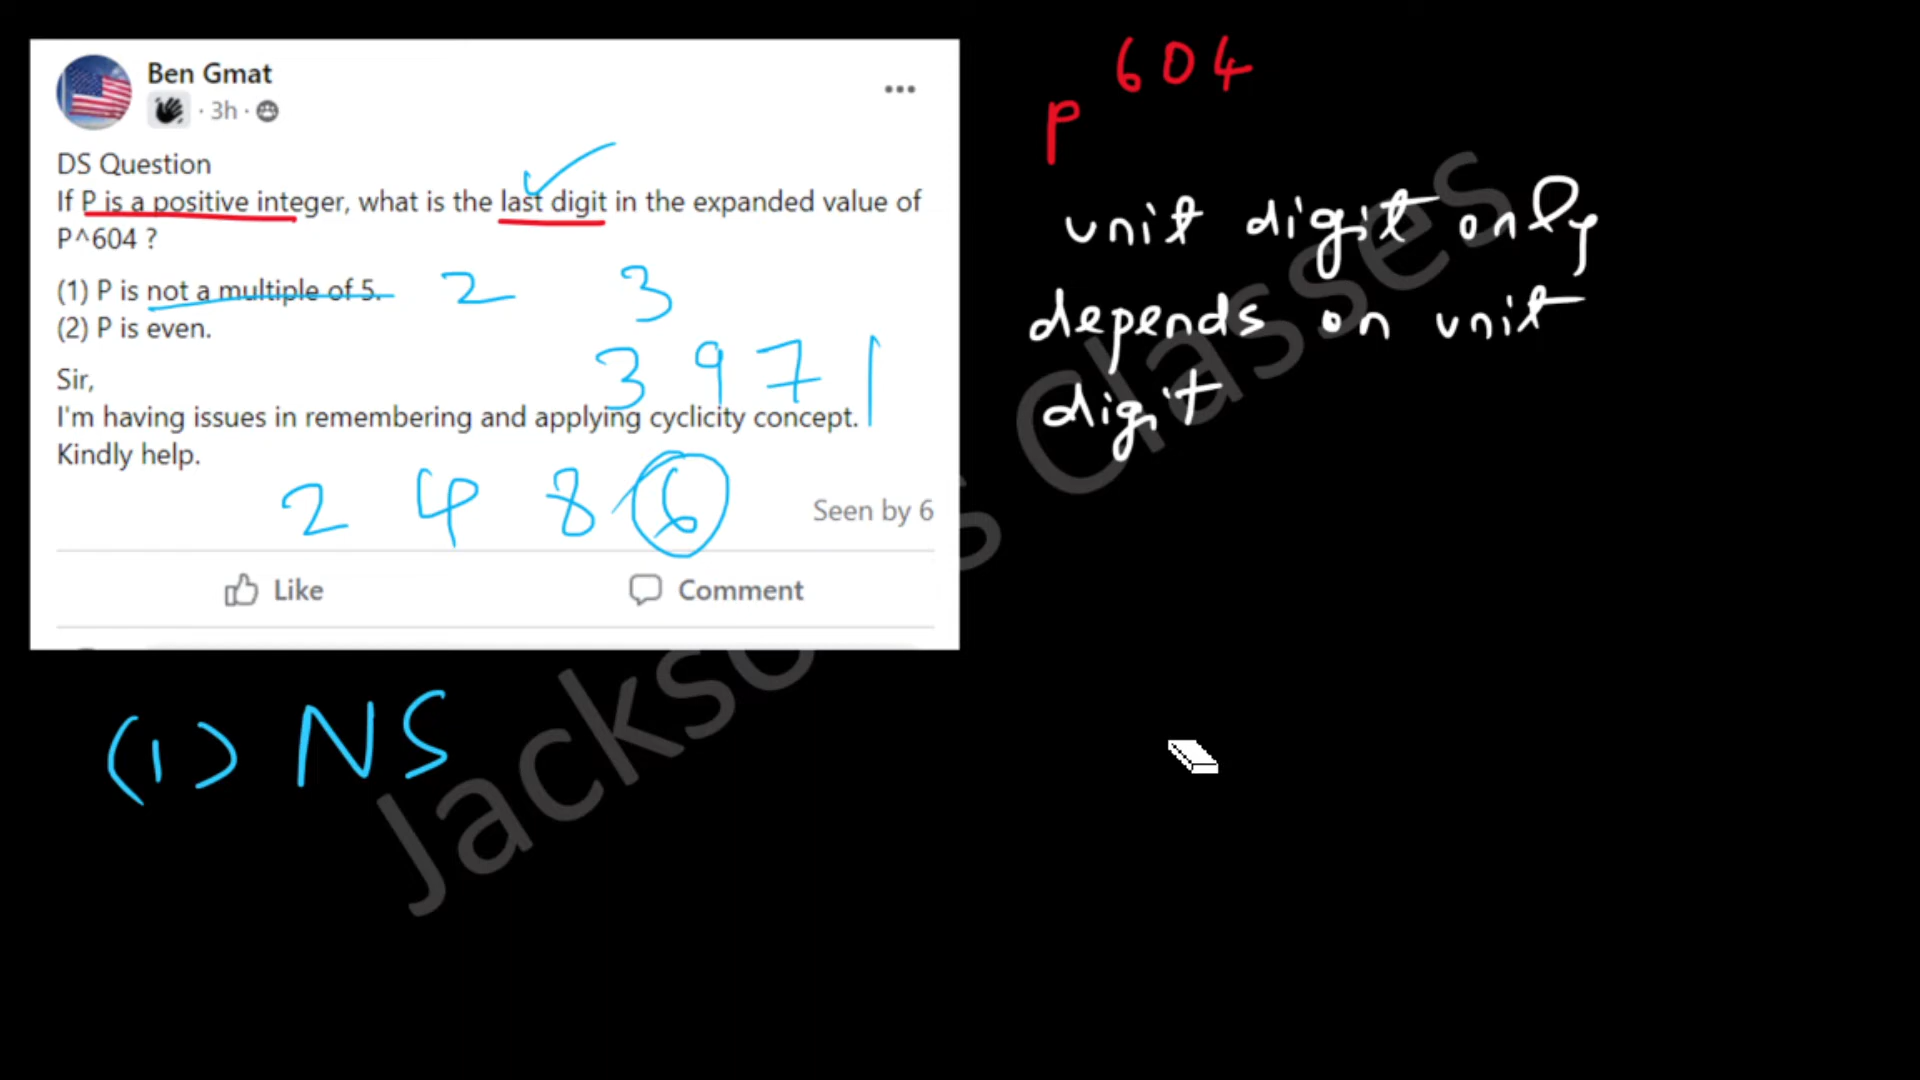 Ben Gmat
· 3h ·
DS Question
If P is a positive integer, what is the last digit in the expanded value of
P^604 ?
(1) P is not a multiple of 5. 2 3
(2) P is even.
3 9 7 1
Sir,
I'm having issues in remembering and applying cyclicity concept.
Kindly help.
2 4 8 6
Seen by 6
Like Comment
(1) NS
P^604
unit digit only
depends on unit
digit
Jackson Classes